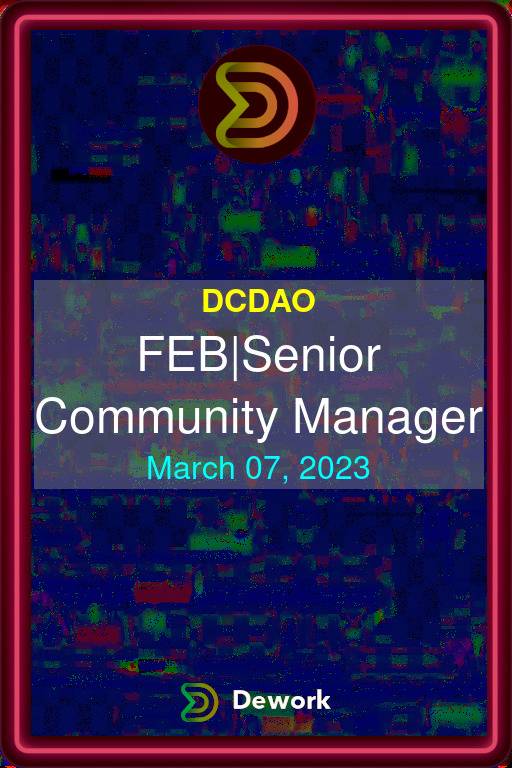 DCDAO
FEB|Senior
Community Manager
March 07, 2023
Dework